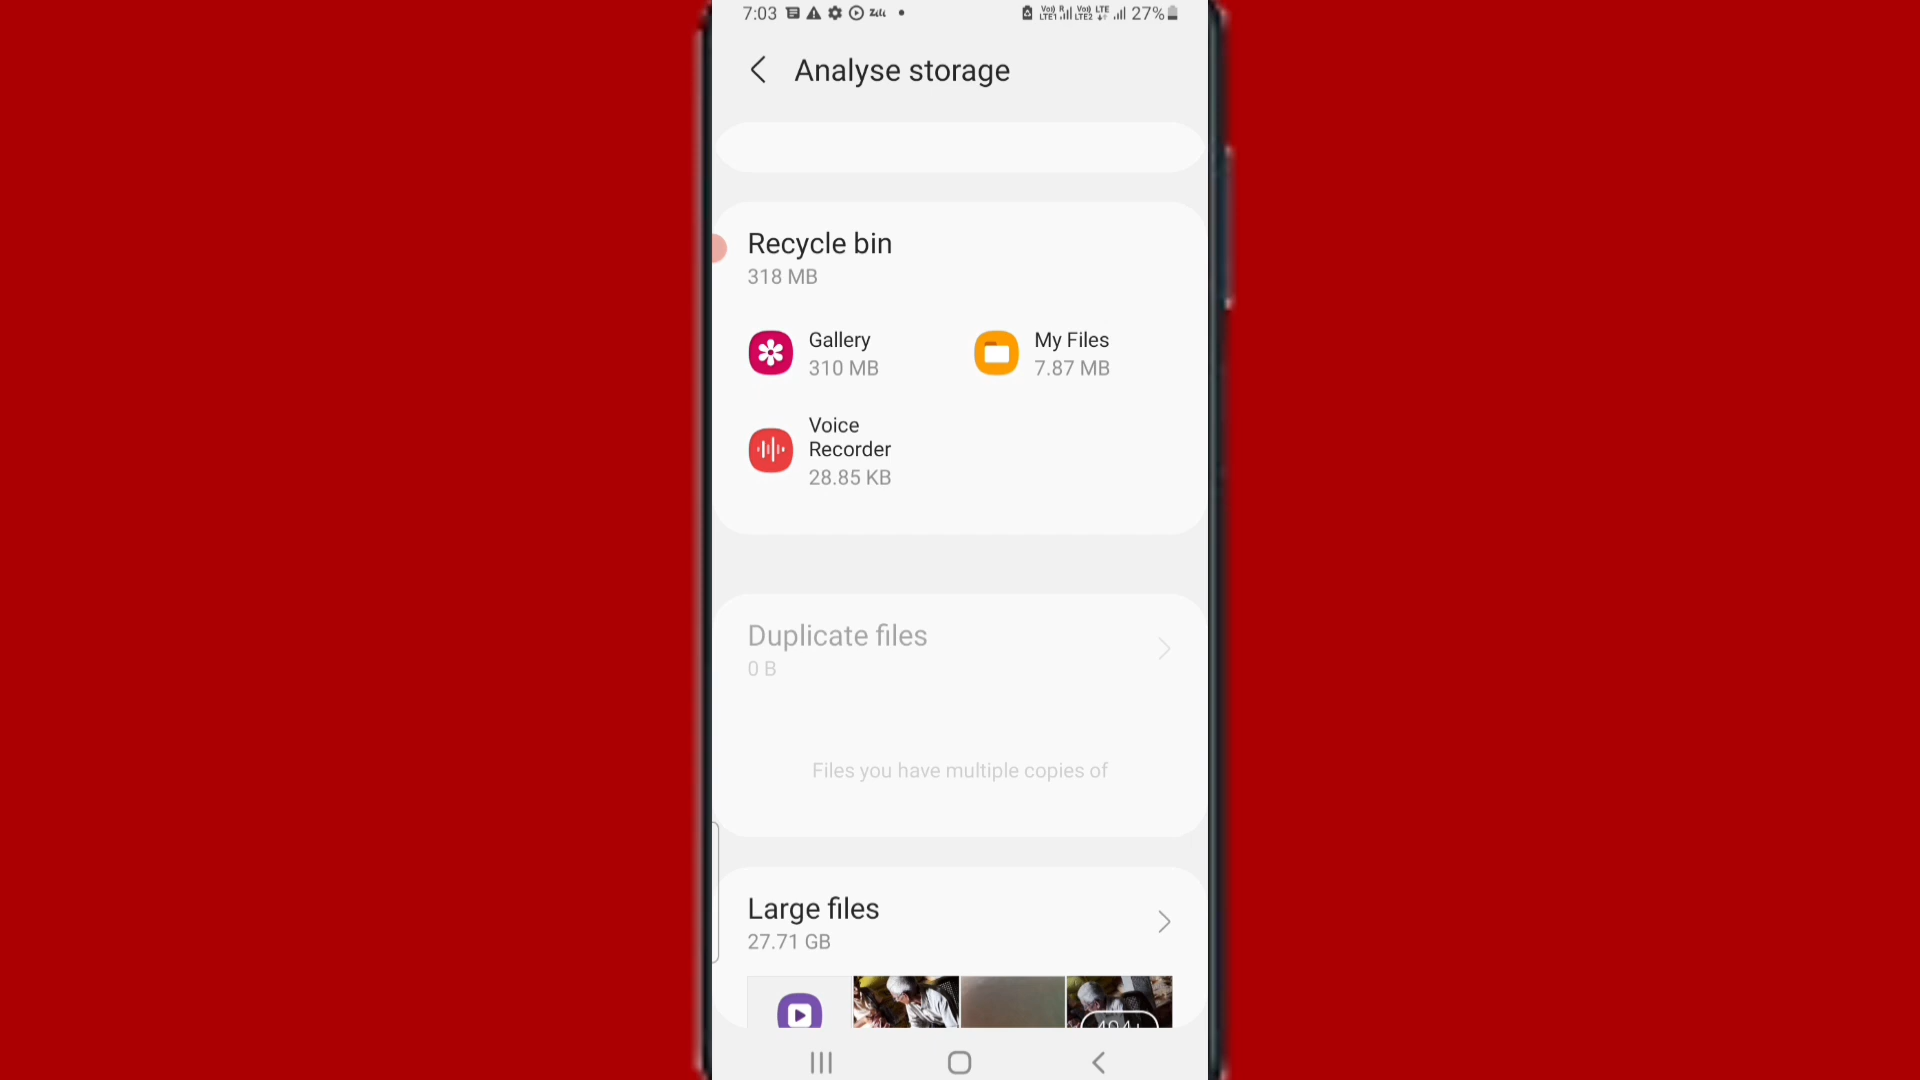 7:03 27%
Analyse storage
Recycle bin
318 MB
Gallery
310 MB
My Files
7.87 MB
Voice
Recorder
28.85 KB
Duplicate files
0 B
Files you have multiple copies of
Large files
27.71 GB